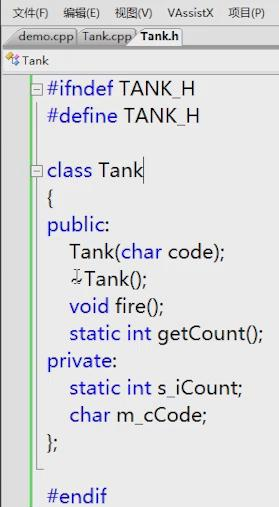 文件(F) 编辑(E) 视图(V) VAssistX 项目(P)
demo.cpp Tank.cpp Tank.h
Tank
#ifndef TANK_H
#define TANK_H
class Tank
{
public:
Tank(char code);
~Tank();
void fire();
static int getCount();
private:
static int s_iCount;
char m_cCode;
};
#endif